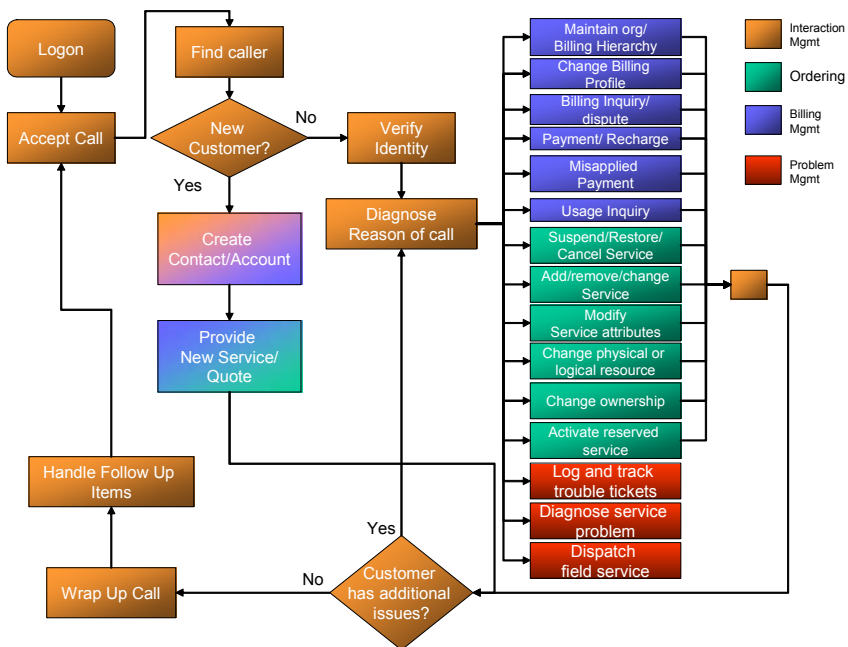 Logon
Find caller
Accept Call
New
Customer?
No
Yes
Verify
Identity
Diagnose
Reason of call
Create
Contact/Account
Provide
New Service/
Quote
Handle Follow Up
Items
Wrap Up Call
No
Yes
Customer
has additional
issues?
Maintain org/
Billing Hierarchy
Change Billing
Profile
Billing Inquiry/
dispute
Payment/ Recharge
Misapplied
Payment
Usage Inquiry
Suspend/Restore/
Cancel Service
Add/remove/change
Service
Modify
Service attributes
Change physical or
logical resource
Change ownership
Activate reserved
service
Log and track
trouble tickets
Diagnose service
problem
Dispatch
field service
Interaction
Mgmt
Ordering
Billing
Mgmt
Problem
Mgmt